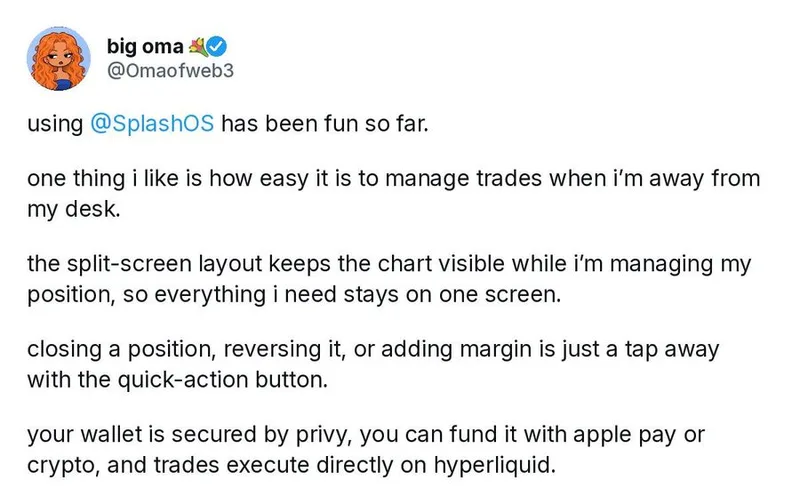 big oma
@Omaofweb3
using @SplashOS has been fun so far.
one thing i like is how easy it is to manage trades when i’m away from
my desk.
the split-screen layout keeps the chart visible while i’m managing my
position, so everything i need stays on one screen.
closing a position, reversing it, or adding margin is just a tap away
with the quick-action button.
your wallet is secured by privy, you can fund it with apple pay or
crypto, and trades execute directly on hyperliquid.